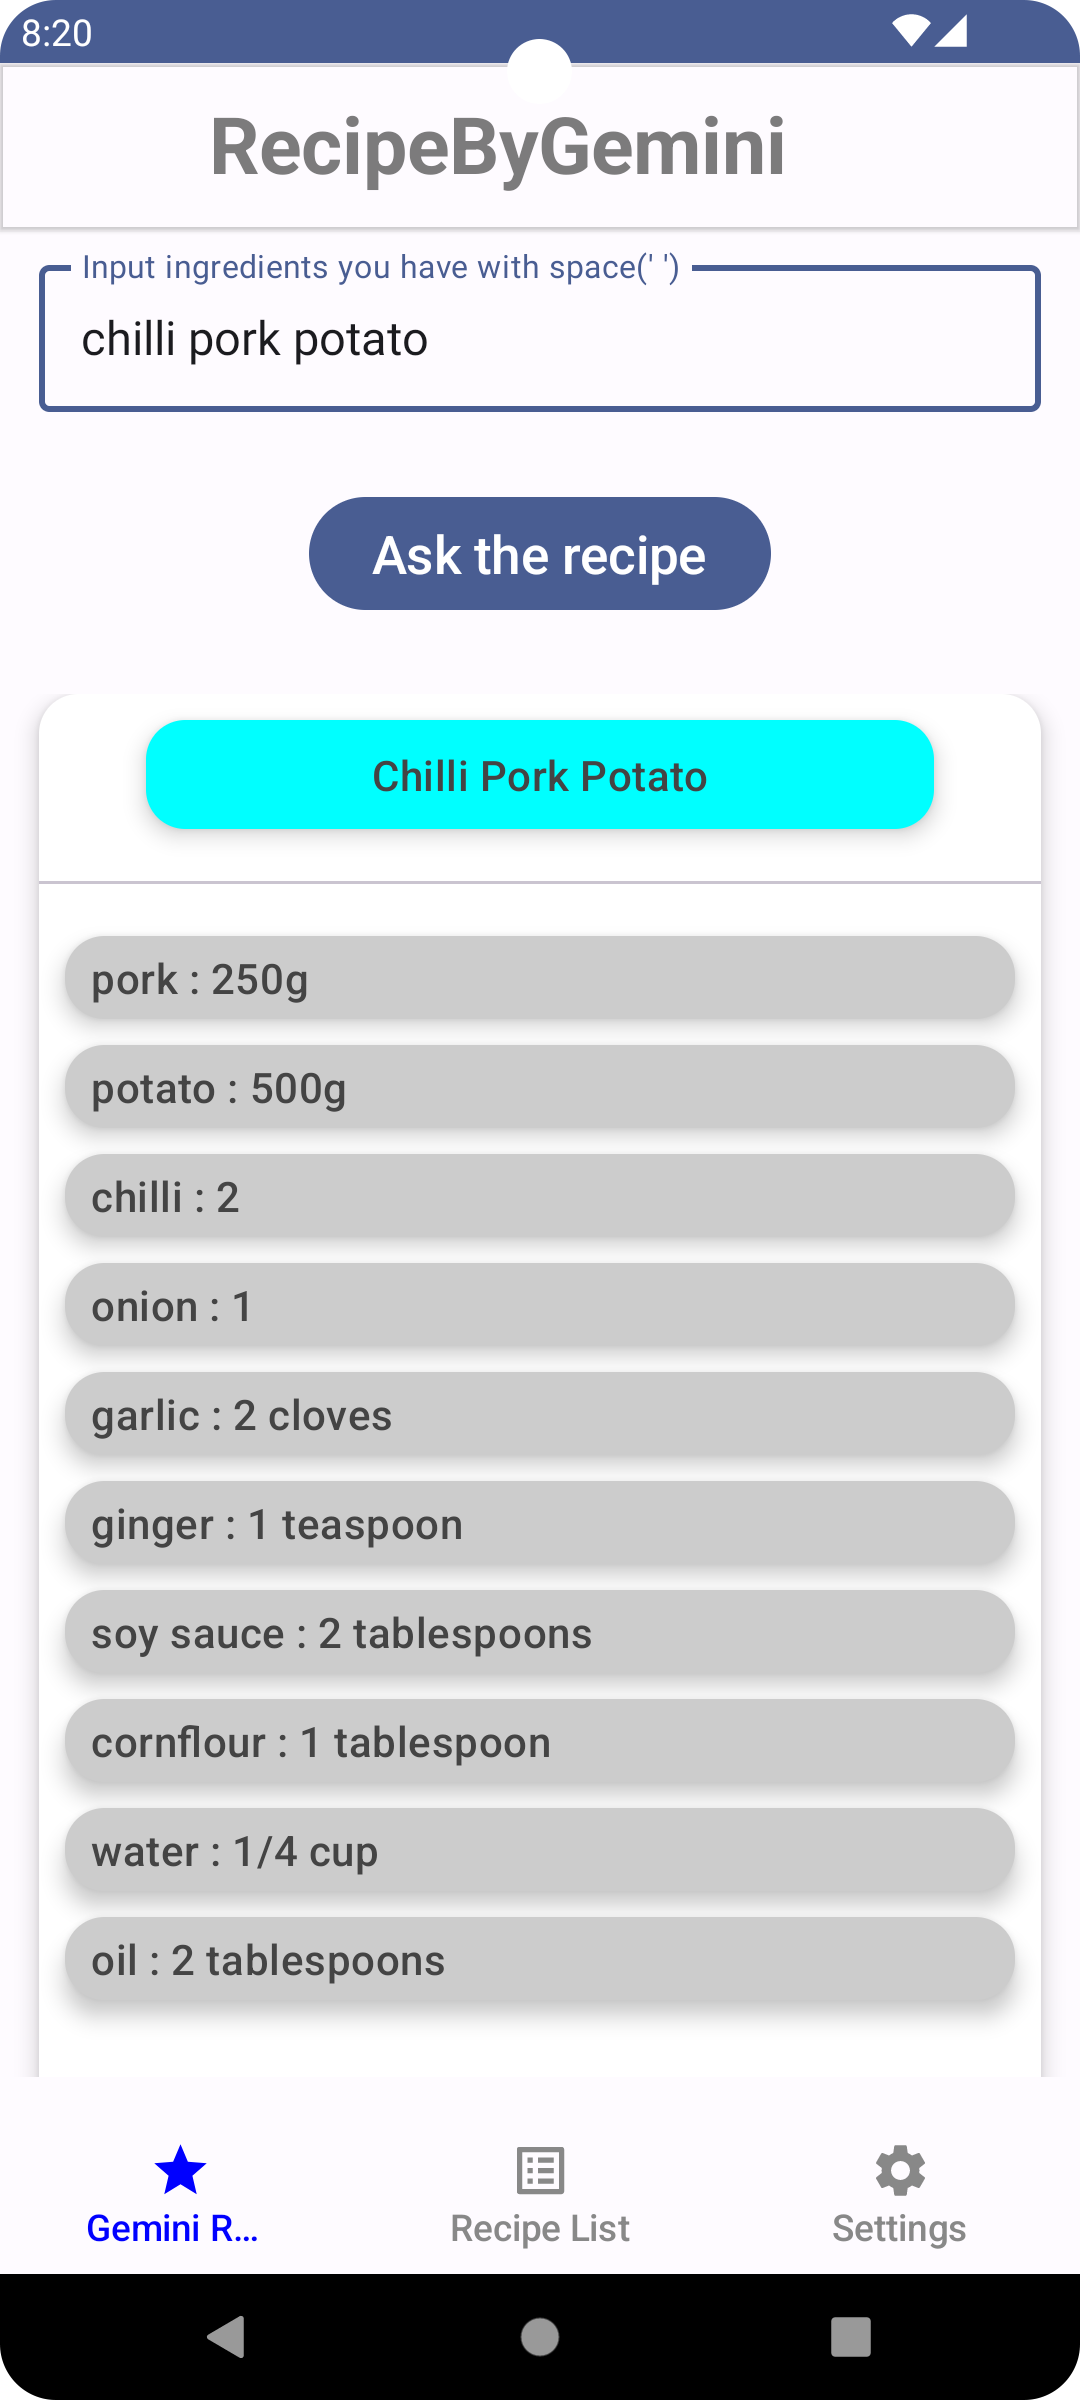 8:20
RecipeByGemini
Input ingredients you have with space(' ')
chilli pork potato
Ask the recipe
Chilli Pork Potato
pork : 250g
potato : 500g
chilli : 2
onion : 1
garlic : 2 cloves
ginger : 1 teaspoon
soy sauce : 2 tablespoons
cornflour : 1 tablespoon
water : 1/4 cup
oil : 2 tablespoons
Gemini R...
Recipe List
Settings